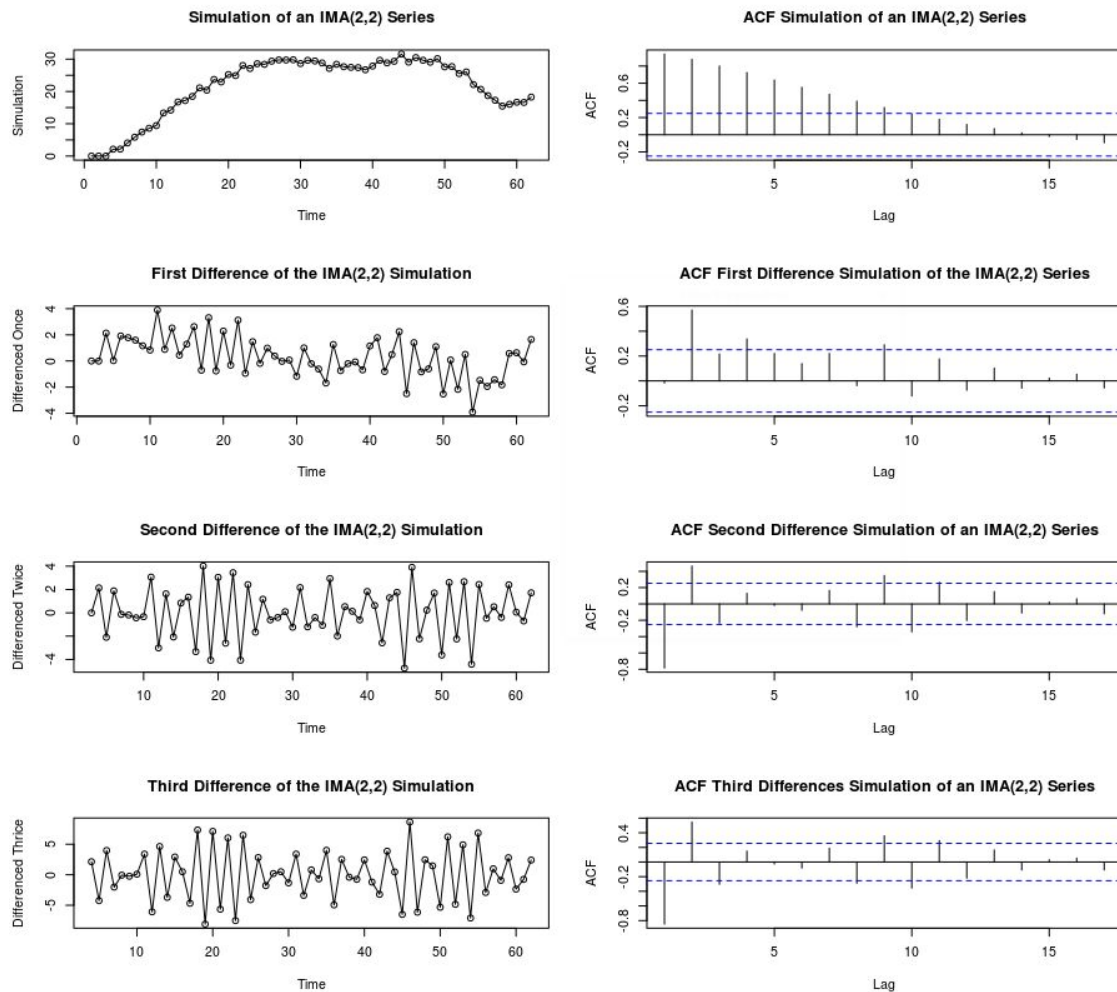 Simulation of an IMA(2,2) Series
Simulation
0 10 20 30
0 10 20 30 40 50 60
Time
ACF Simulation of an IMA(2,2) Series
ACF
-0.2 0.2 0.6
5 10 15
Lag
First Difference of the IMA(2,2) Simulation
Differenced Once
-4 -2 0 2 4
0 10 20 30 40 50 60
Time
ACF First Difference Simulation of the IMA(2,2) Series
ACF
-0.2 0.2 0.6
5 10 15
Lag
Second Difference of the IMA(2,2) Simulation
Differenced Twice
-4 0 2 4
10 20 30 40 50 60
Time
ACF Second Difference Simulation of an IMA(2,2) Series
ACF
-0.8 -0.2 0.2
5 10 15
Lag
Third Difference of the IMA(2,2) Simulation
Differenced Thrice
-5 0 5
10 20 30 40 50 60
Time
ACF Third Differences Simulation of an IMA(2,2) Series
ACF
-0.8 -0.2 0.4
5 10 15
Lag